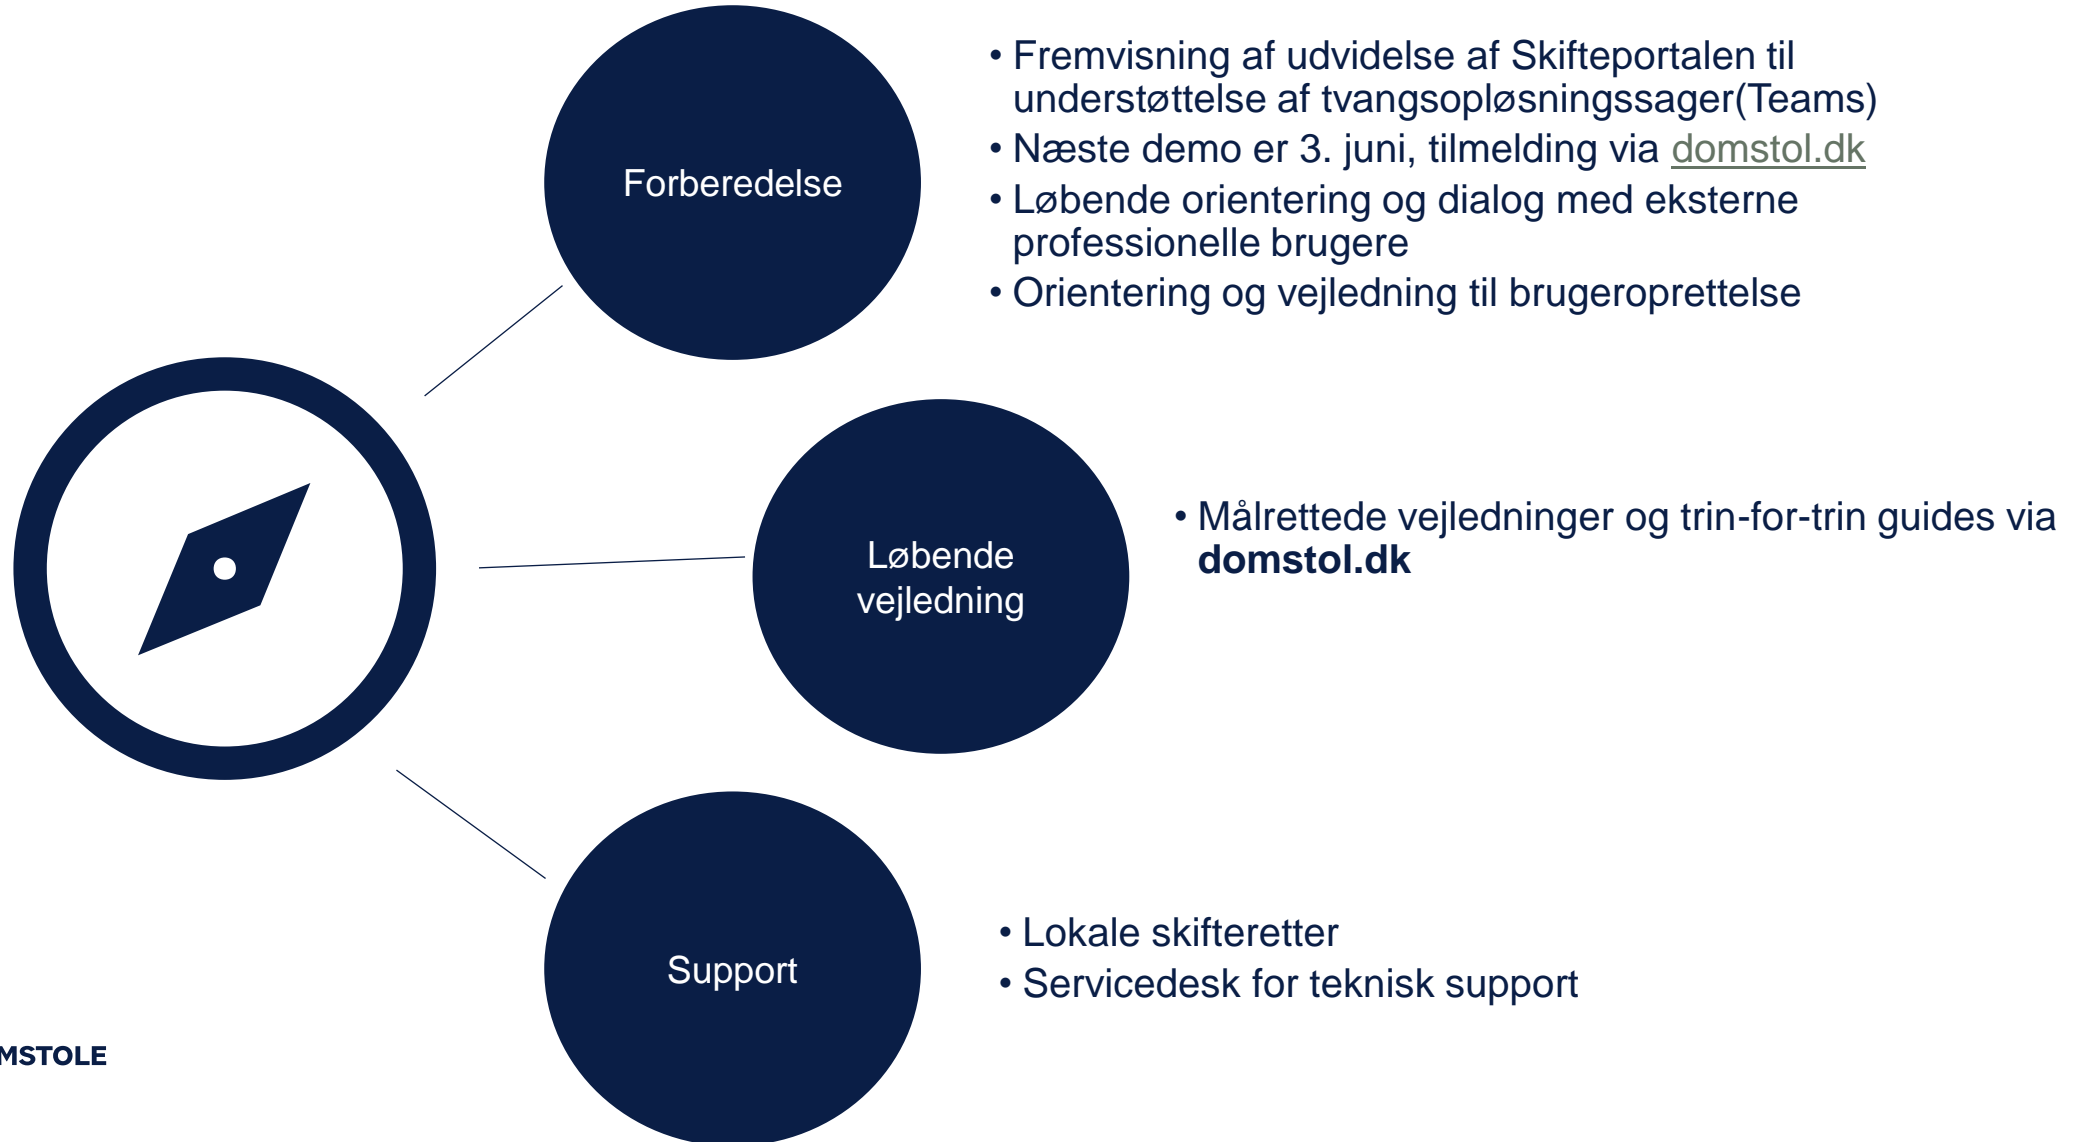 Forberedelse
• Fremvisning af udvidelse af Skifteportalen til
understøttelse af tvangsopløsningssager(Teams)
• Næste demo er 3. juni, tilmelding via domstol.dk
• Løbende orientering og dialog med eksterne
professionelle brugere
• Orientering og vejledning til brugeroprettelse
Løbende
vejledning
• Målrettede vejledninger og trin-for-trin guides via
domstol.dk
Support
• Lokale skifteretter
• Servicedesk for teknisk support
MSTOLE